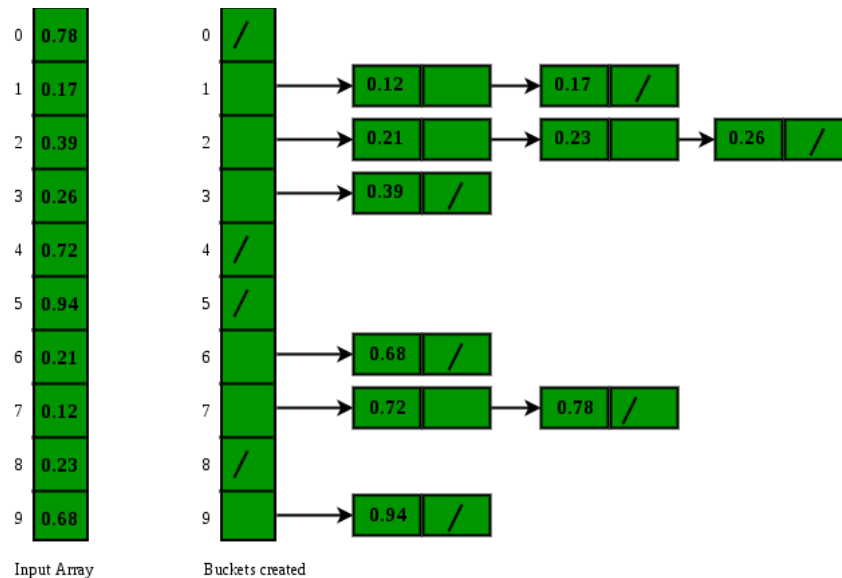 0 0.78 0 /
1 0.17 1 0.12 0.17 /
2 0.39 2 0.21 0.23 0.26 /
3 0.26 3 0.39 /
4 0.72 4 /
5 0.94 5 /
6 0.21 6 0.68 /
7 0.12 7 0.72 0.78 /
8 0.23 8 /
9 0.68 9 0.94 /
Input Array Buckets created